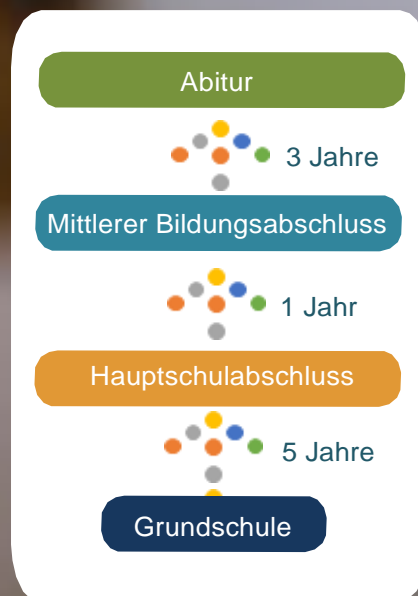 Abitur
3 Jahre
Mittlerer Bildungsabschluss
1 Jahr
Hauptschulabschluss
5 Jahre
Grundschule